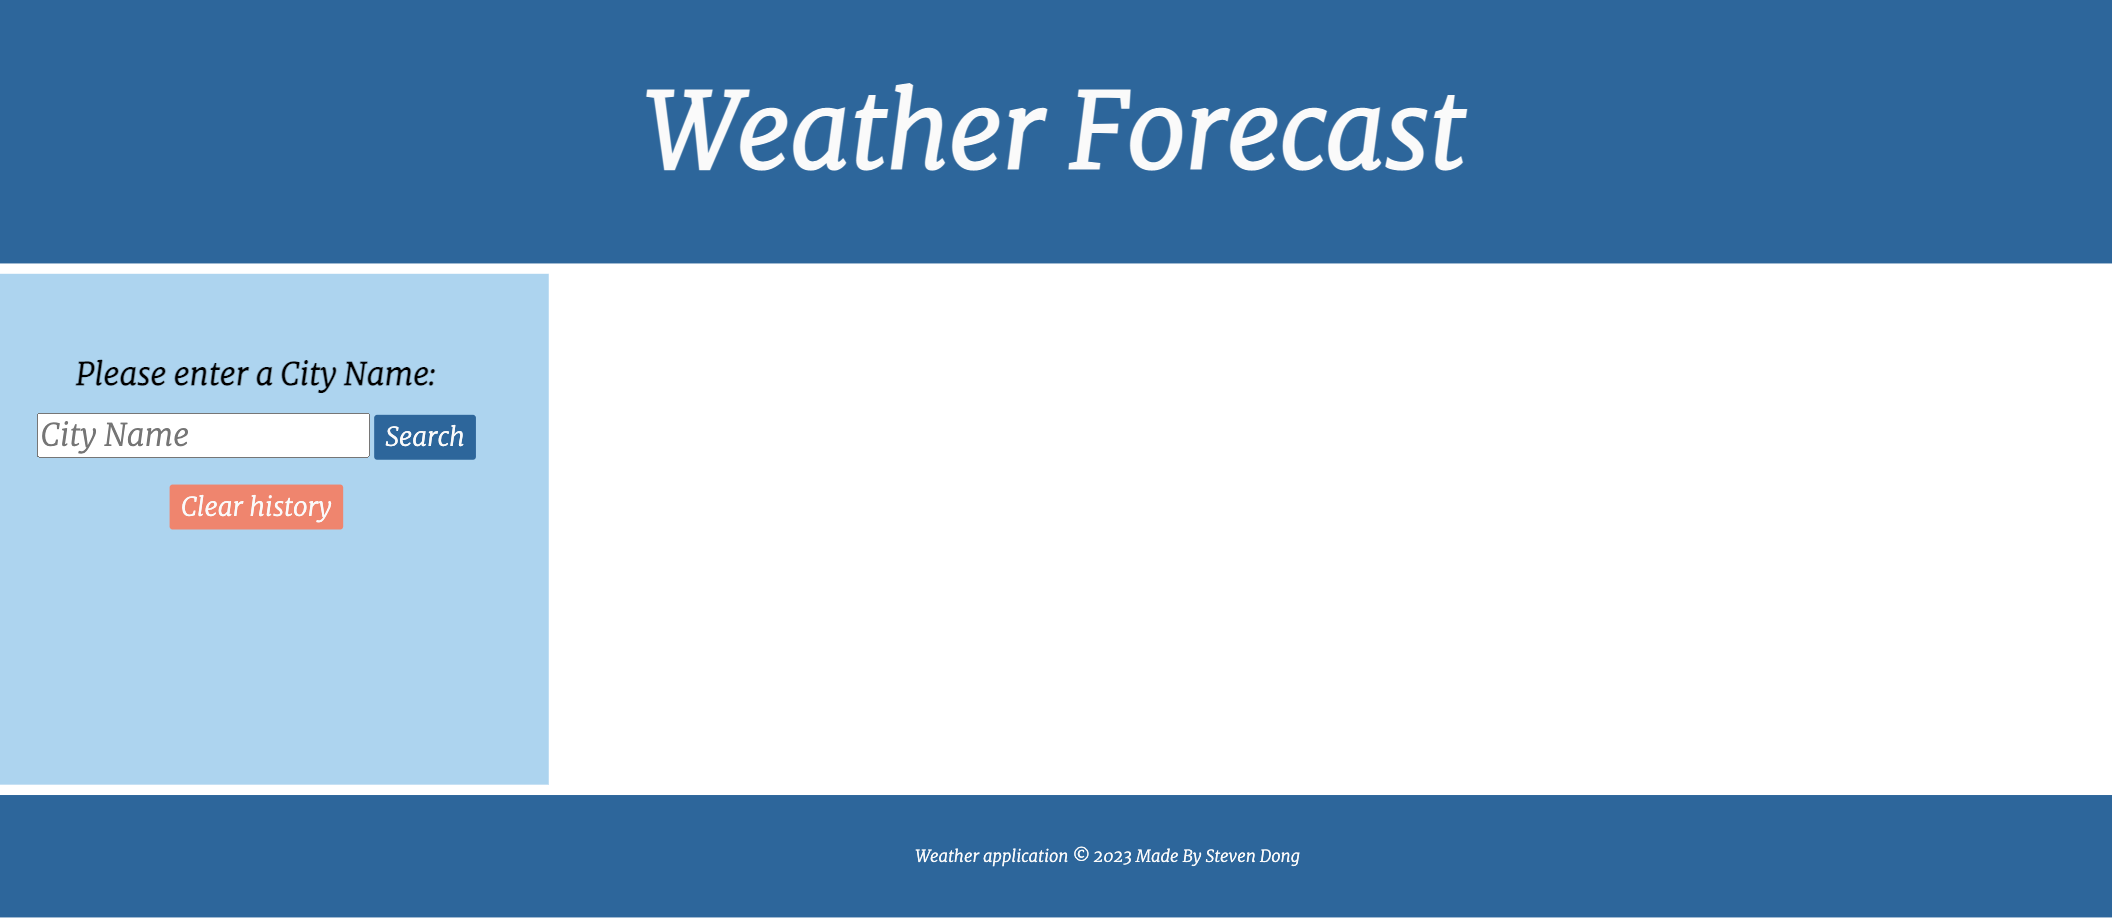 Weather Forecast
Please enter a City Name:
City Name Search
Clear history
Weather application © 2023 Made By Steven Dong